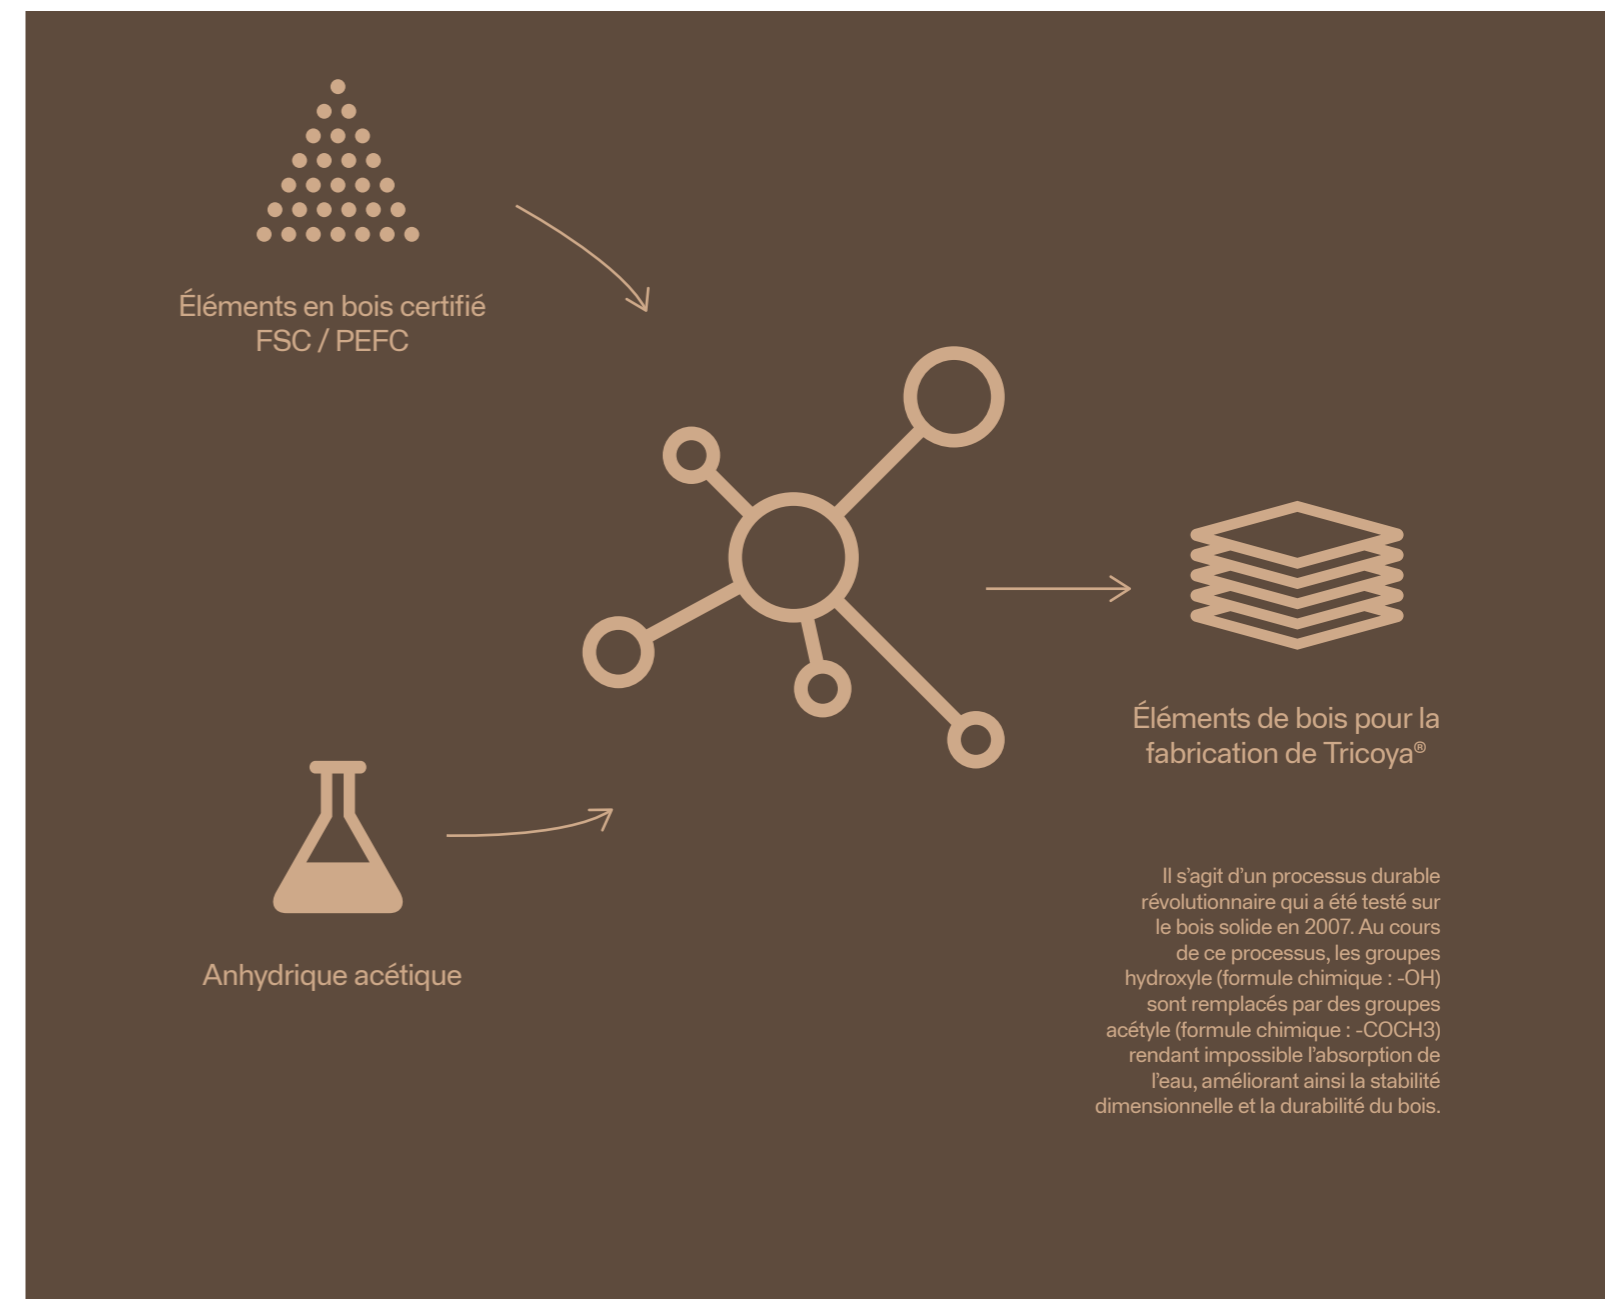 Éléments en bois certifié
FSC / PEFC
Anhydrique acétique
Éléments de bois pour la
fabrication de Tricoya®
Il s’agit d’un processus durable
révolutionnaire qui a été testé sur
le bois solide en 2007. Au cours
de ce processus, les groupes
hydroxyle (formule chimique : -OH)
sont remplacés par des groupes
acétyle (formule chimique : -COCH3)
rendant impossible l’absorption de
l’eau, améliorant ainsi la stabilité
dimensionnelle et la durabilité du bois.